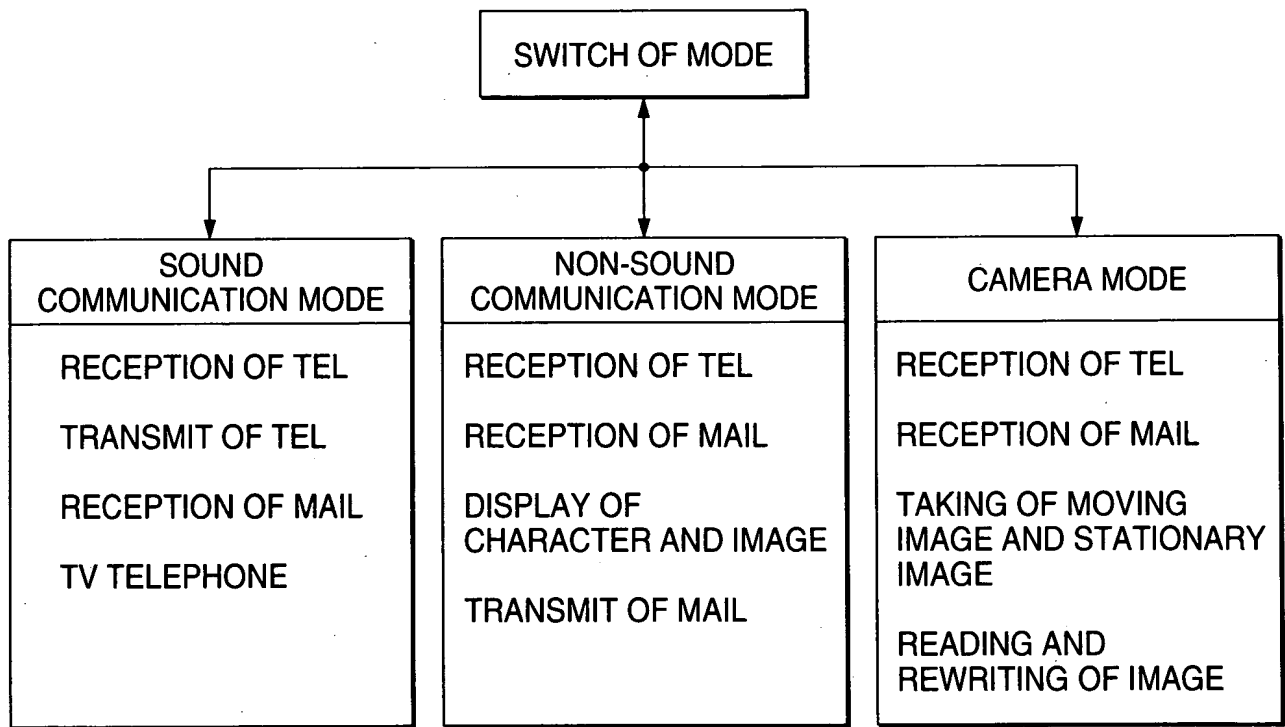 SWITCH OF MODE
SOUND
COMMUNICATION MODE
RECEPTION OF TEL
TRANSMIT OF TEL
RECEPTION OF MAIL
TV TELEPHONE
NON-SOUND
COMMUNICATION MODE
RECEPTION OF TEL
RECEPTION OF MAIL
DISPLAY OF
CHARACTER AND IMAGE
TRANSMIT OF MAIL
CAMERA MODE
RECEPTION OF TEL
RECEPTION OF MAIL
TAKING OF MOVING
IMAGE AND STATIONARY
IMAGE
READING AND
REWRITING OF IMAGE